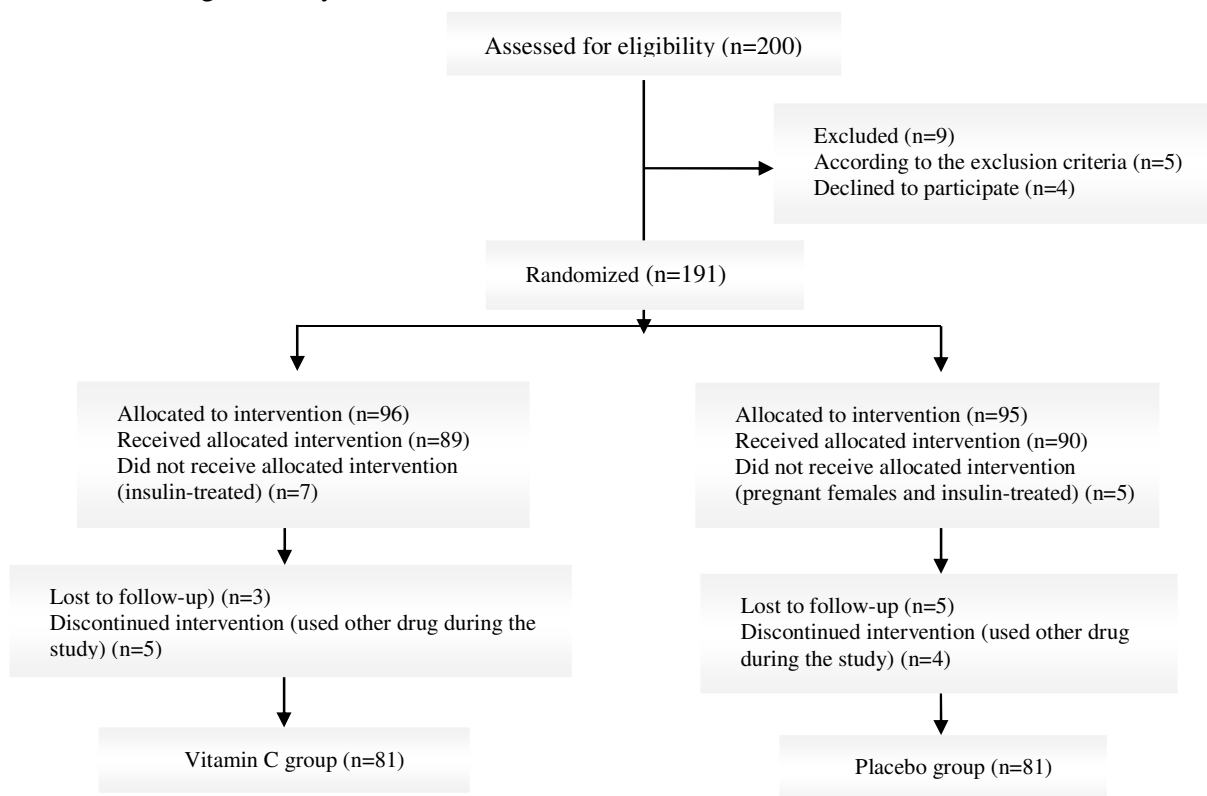 Assessed for eligibility (n=200)
Excluded (n=9)
According to the exclusion criteria (n=5)
Declined to participate (n=4)
Randomized (n=191)
Allocated to intervention (n=96)
Received allocated intervention (n=89)
Did not receive allocated intervention
(insulin-treated) (n=7)
Allocated to intervention (n=95)
Received allocated intervention (n=90)
Did not receive allocated intervention
(pregnant females and insulin-treated) (n=5)
Lost to follow-up) (n=3)
Discontinued intervention (used other drug during the
study) (n=5)
Lost to follow-up (n=5)
Discontinued intervention (used other drug
during the study) (n=4)
Vitamin C group (n=81)
Placebo group (n=81)